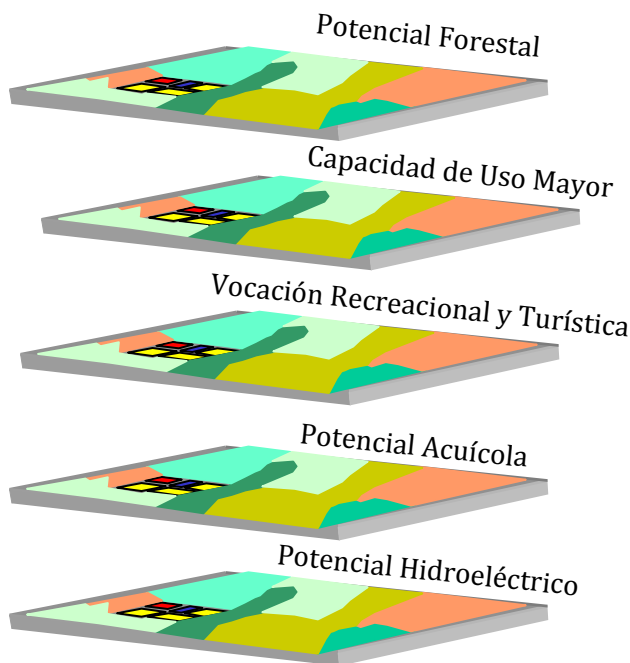 Potencial Forestal
Capacidad de Uso Mayor
Vocación Recreacional y Turística
Potencial Acuícola
Potencial Hidroeléctrico